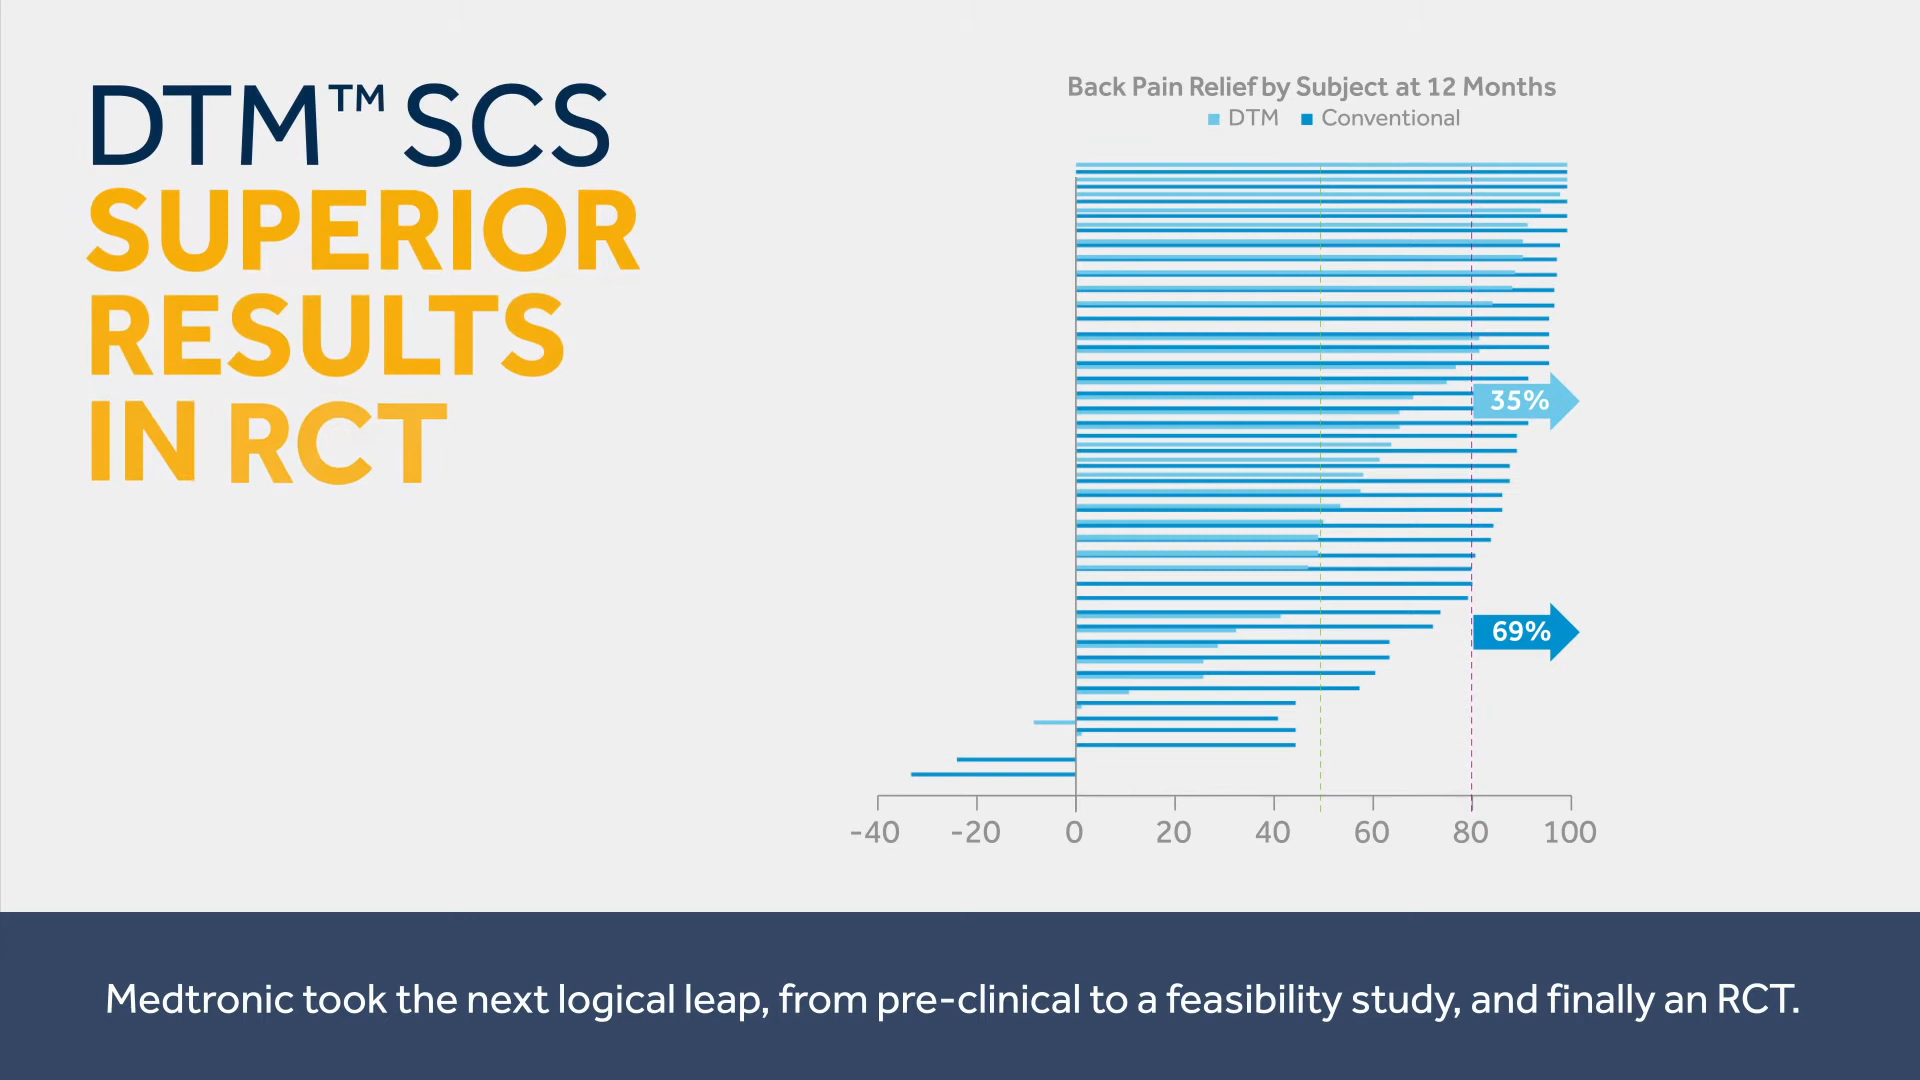 DTM™ SCS
SUPERIOR
RESULTS
IN RCT
Back Pain Relief by Subject at 12 Months
DTM Conventional
35%
69%
-40 -20 0 20 40 60 80 100
Medtronic took the next logical leap, from pre-clinical to a feasibility study, and finally an RCT.